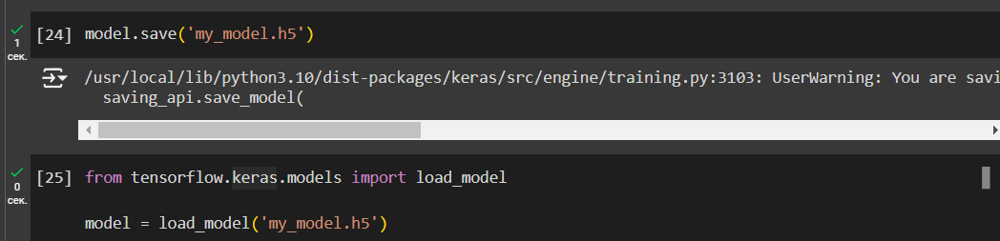 [24] model.save('my_model.h5')
1
сек.
/usr/local/lib/python3.10/dist-packages/keras/src/engine/training.py:3103: UserWarning: You are savi
saving_api.save_model(
[25] from tensorflow.keras.models import load_model
0
сек.
model = load_model('my_model.h5')